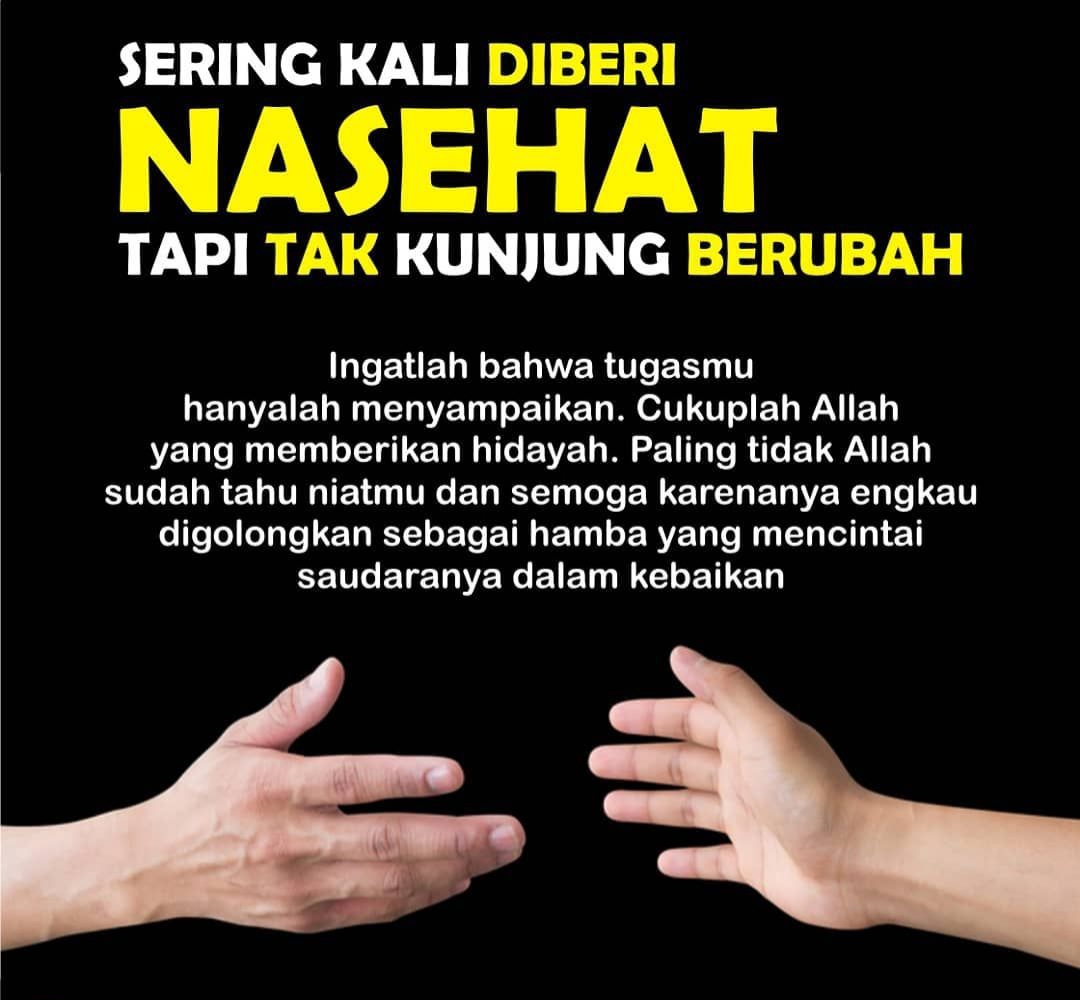 SERING KALI DIBERI
NASEHAT
TAPI TAK KUNJUNG BERUBAH
Ingatlah bahwa tugasmu
hanyalah menyampaikan. Cukuplah Allah
yang memberikan hidayah. Paling tidak Allah
sudah tahu niatmu dan semoga karenanya engkau
digolongkan sebagai hamba yang mencintai
saudaranya dalam kebaikan